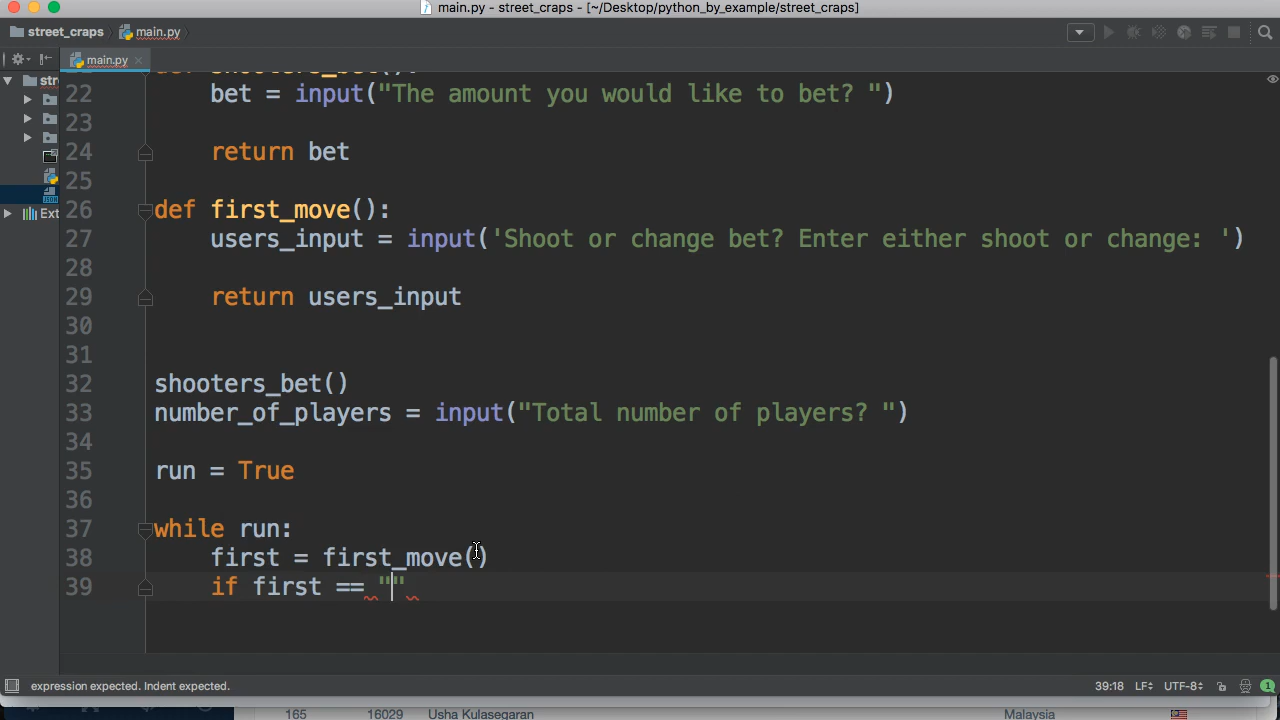 main.py - street_craps - [~/Desktop/python_by_example/street_craps]
street_craps main.py
main.py
str
22 bet = input("The amount you would like to bet? ")
23
24 return bet
25
26 def first_move():
27 users_input = input('Shoot or change bet? Enter either shoot or change: ')
28
29 return users_input
30
31
32 shooters_bet()
33 number_of_players = input("Total number of players? ")
34
35 run = True
36
37 while run:
38 first = first_move()
39 if first == ""
Ext
expression expected. Indent expected. 39:18 LF UTF-8 1
165 16029 Usha Kulasegaran Malaysia